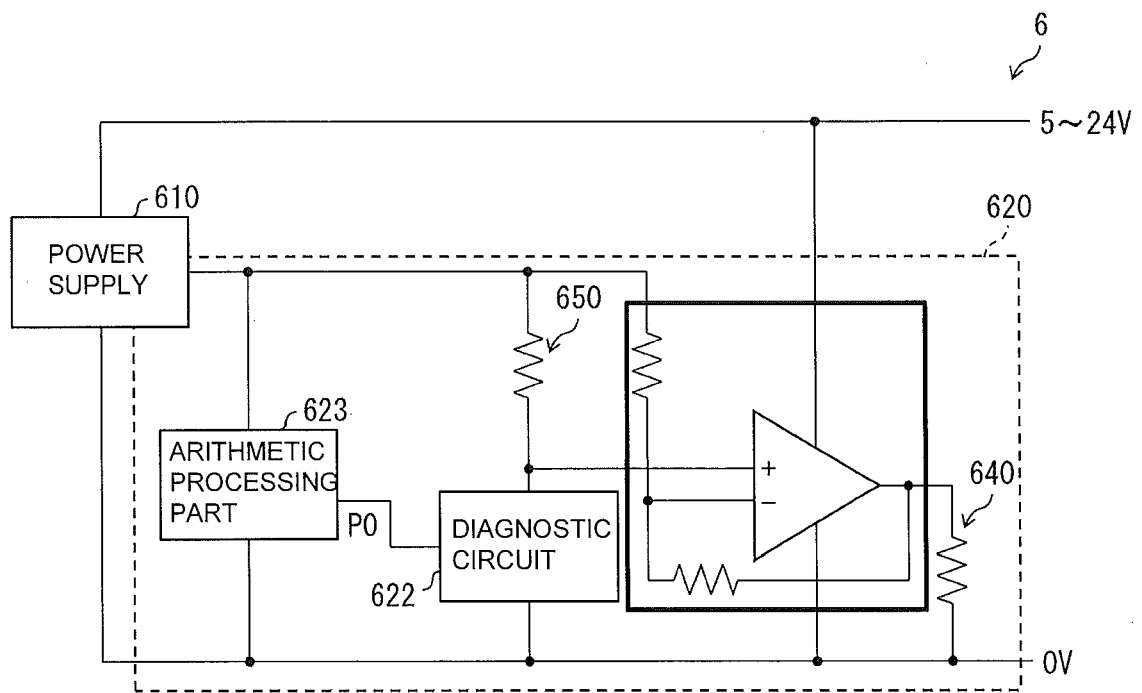 6
5~24V
610
POWER
SUPPLY
620
650
623
ARITHMETIC
PROCESSING
PART
P0
DIAGNOSTIC
CIRCUIT
622
+
−
640
0V